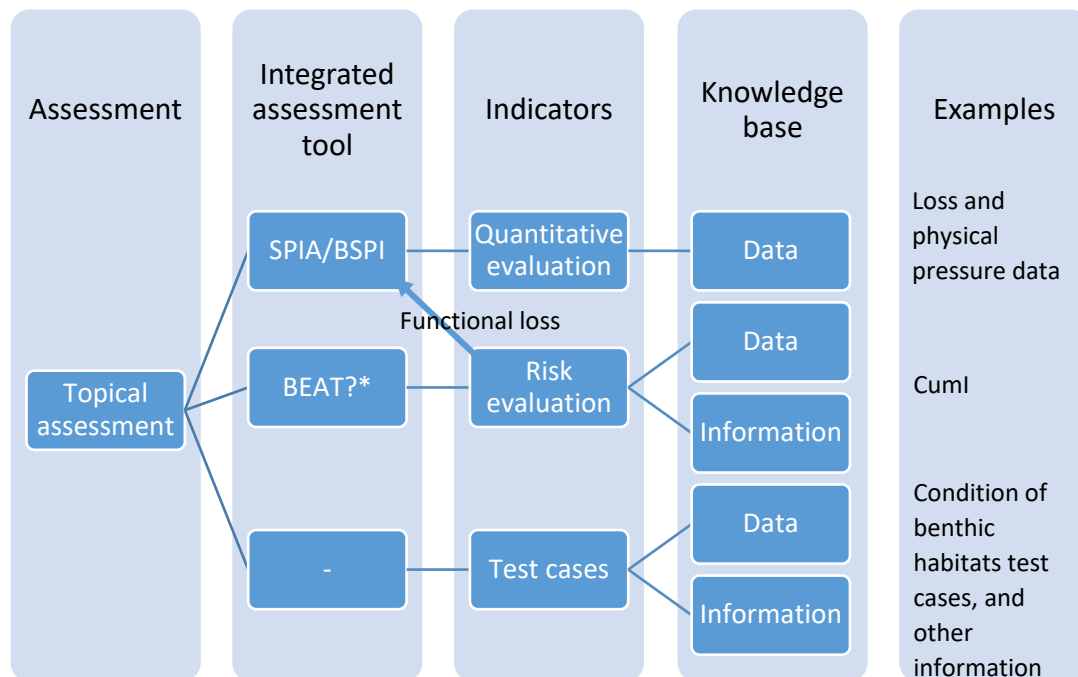 Assessment
Integrated
assessment
tool
Indicators
Knowledge
base
Examples
SPIA/BSPI
Quantitative
evaluation
Data
Loss and
physical
pressure data
Functional loss
BEAT?*
Risk
evaluation
Data
Information
CumI
Topical
assessment
-
Test cases
Data
Information
Condition of
benthic
habitats test
cases, and
other
information